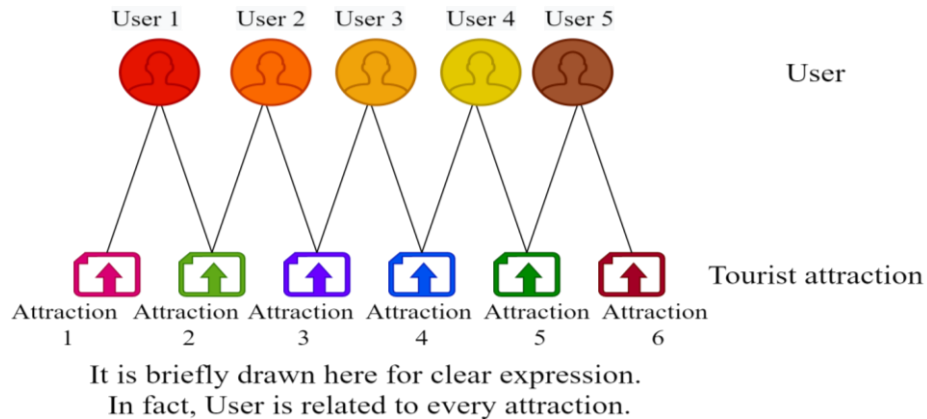 User 1 User 2 User 3 User 4 User 5
User
Tourist attraction
Attraction Attraction Attraction Attraction Attraction Attraction
1 2 3 4 5 6
It is briefly drawn here for clear expression.
In fact, User is related to every attraction.